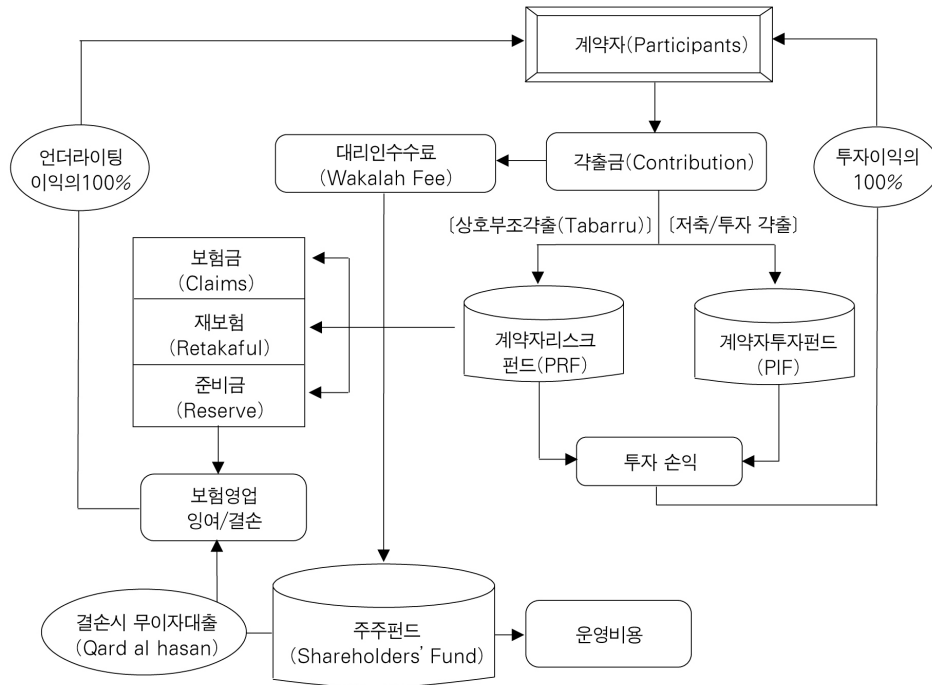 계약자(Participants)
언더라이팅
이익의100%
대리인수수료
(Wakalah Fee)
갹출금(Contribution)
투자이익의
100%
[상호부조갹출(Tabarru)] [저축/투자 갹출]
보험금
(Claims)
재보험
(Retakaful)
준비금
(Reserve)
계약자리스크
펀드(PRF)
계약자투자펀드
(PIF)
투자 손익
보험영업
잉여/결손
결손시 무이자대출
(Qard al hasan)
주주펀드
(Shareholders' Fund)
운영비용